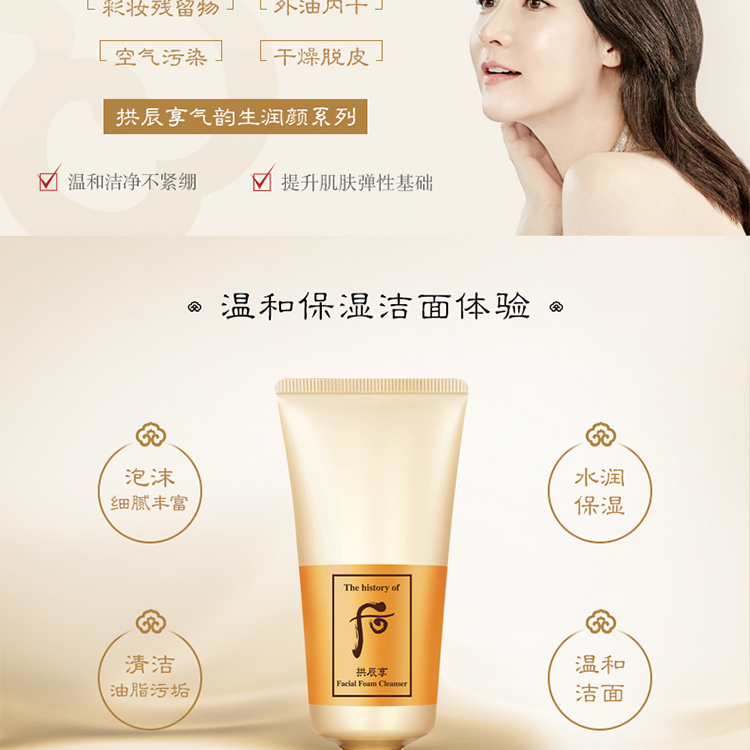 彩妆残留物
外油内干
空气污染
干燥脱皮
拱辰享气韵生润颜系列
温和洁净不紧绷
提升肌肤弹性基础
温和保湿洁面体验
泡沫
细腻丰富
水润
保湿
The history of
后
拱辰享
Facial Foam Cleanser
清洁
油脂污垢
温和
洁面